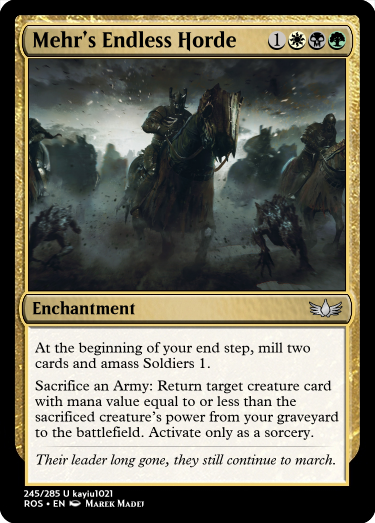 Mehr's Endless Horde 1
Enchantment
At the beginning of your end step, mill two
cards and amass Soldiers 1.
Sacrifice an Army: Return target creature card
with mana value equal to or less than the
sacrificed creature's power from your graveyard
to the battlefield. Activate only as a sorcery.
Their leader long gone, they still continue to march.
245/285 U kayiu1021
ROS • EN Marek Madej